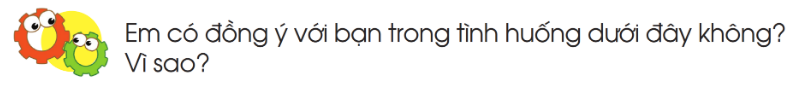 Em có đồng ý với bạn trong tình huống dưới đây không?
Vì sao?